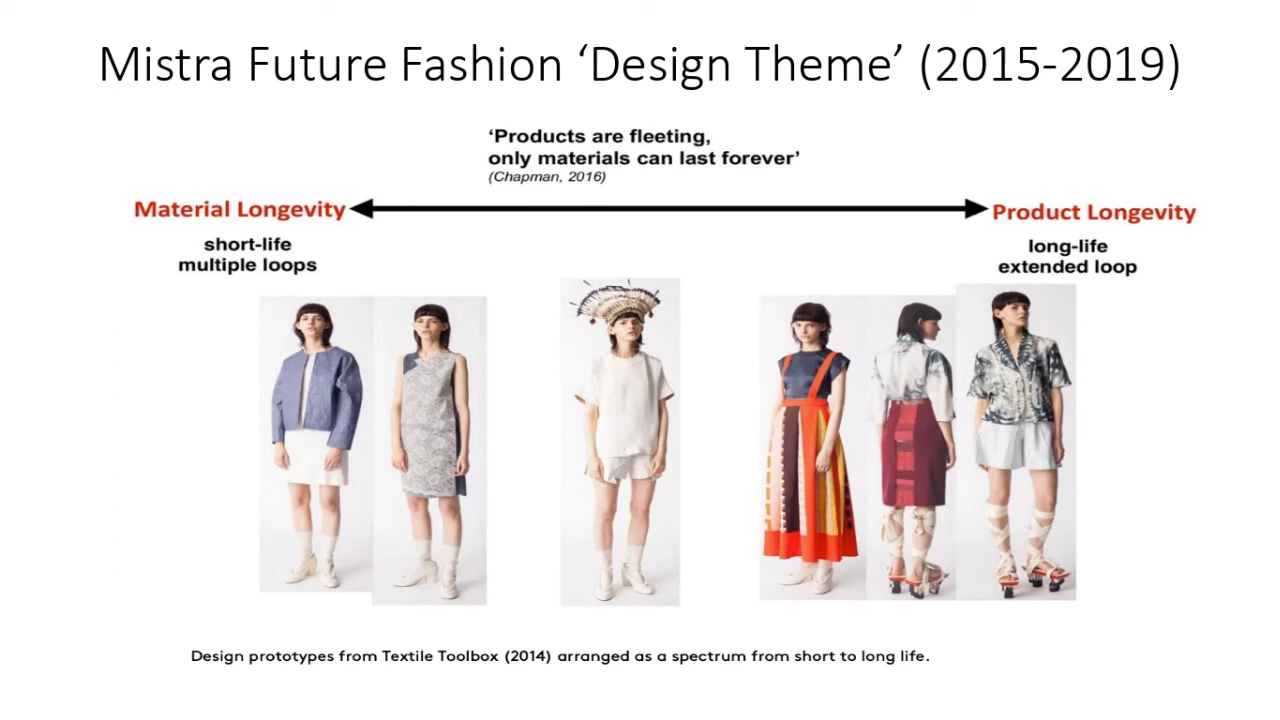 Mistra Future Fashion ‘Design Theme’ (2015-2019)
‘Products are fleeting,
only materials can last forever’
(Chapman, 2016)
Material Longevity
Product Longevity
short-life
multiple loops
long-life
extended loop
Design prototypes from Textile Toolbox (2014) arranged as a spectrum from short to long life.